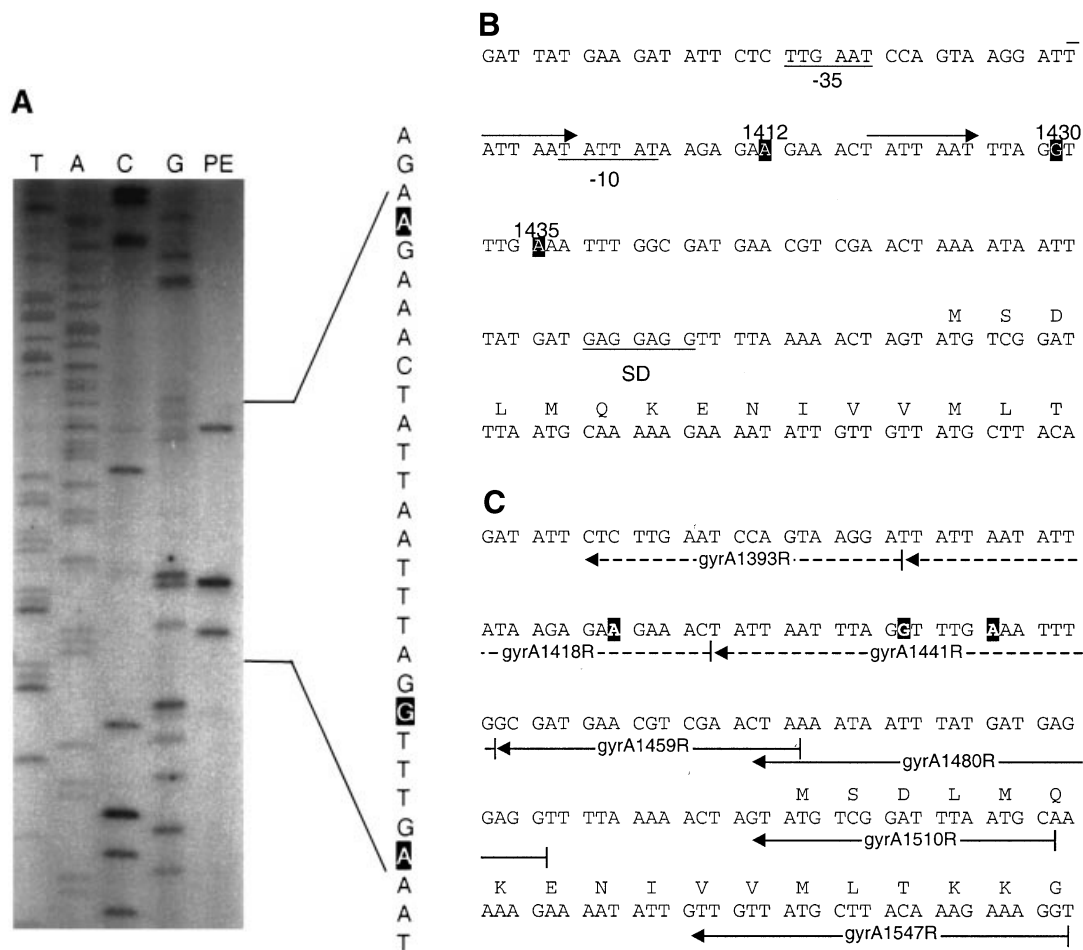 A
T A C G PE
A
G
A
A
G
A
A
A
C
T
A
T
T
A
A
T
T
T
A
G
G
T
T
T
G
A
A
A
T
B
GAT TAT GAA GAT ATT CTC TTG AAT CCA GTA AGG ATT
-35
1412 1430
ATT AAT ATT ATA AGA GAA GAA ACT ATT AAT TTA GGT
-10
1435
TTG AAA TTT GGC GAT GAA CGT CGA ACT AAA ATA ATT
M S D
TAT GAT GAG GAG GTT TTA AAA ACT AGT ATG TCG GAT
SD
L M Q K E N I V V M L T
TTA ATG CAA AAA GAA AAT ATT GTT GTT ATG CTT ACA
C
GAT ATT CTC TTG AAT CCA GTA AGG ATT ATT AAT ATT
gyrA1393R
ATA AGA GAA GAA ACT ATT AAT TTA GGT TTG AAA TTT
gyrA1418R gyrA1441R
GGC GAT GAA CGT CGA ACT AAA ATA ATT TAT GAT GAG
gyrA1459R gyrA1480R
M S D L M Q
GAG GTT TTA AAA ACT AGT ATG TCG GAT TTA ATG CAA
gyrA1510R
K E N I V V M L T K K G
AAA GAA AAT ATT GTT GTT ATG CTT ACA AAG AAA GGT
gyrA1547R